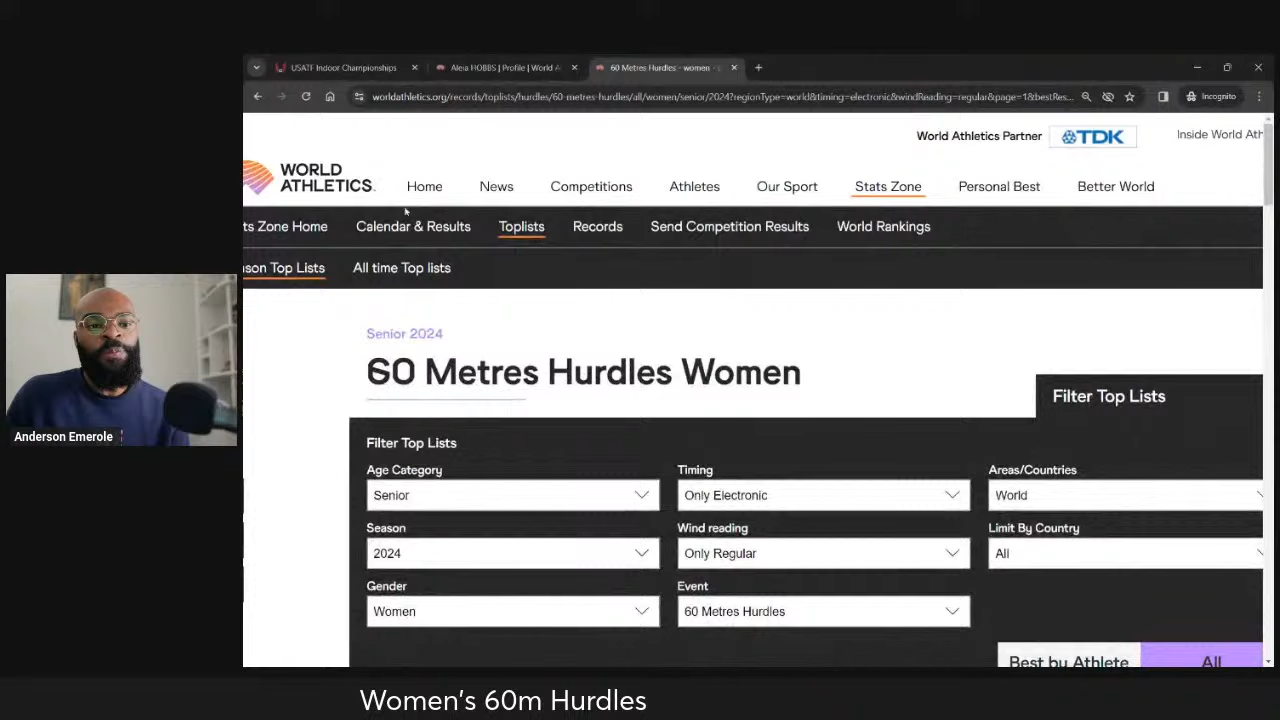 USATF Indoor Championships
Aleia HOBBS | Profile | World A
60 Metres Hurdles - women -
worldathletics.org/records/toplists/hurdles/60-metres-hurdles/all/women/senior/2024?regionType=world&timing=electronic&windReading=regular&page=1&bestRes...
Incognito
World Athletics Partner
TDK
Inside World Ath
WORLD
ATHLETICS.
Home
News
Competitions
Athletes
Our Sport
Stats Zone
Personal Best
Better World
ts Zone Home
Calendar & Results
Toplists
Records
Send Competition Results
World Rankings
son Top Lists
All time Top lists
Senior 2024
60 Metres Hurdles Women
Filter Top Lists
Filter Top Lists
Age Category
Timing
Areas/Countries
Senior
Only Electronic
World
Season
Wind reading
Limit By Country
2024
Only Regular
All
Gender
Event
Women
60 Metres Hurdles
Best by Athlete
All
Anderson Emerole
Women's 60m Hurdles